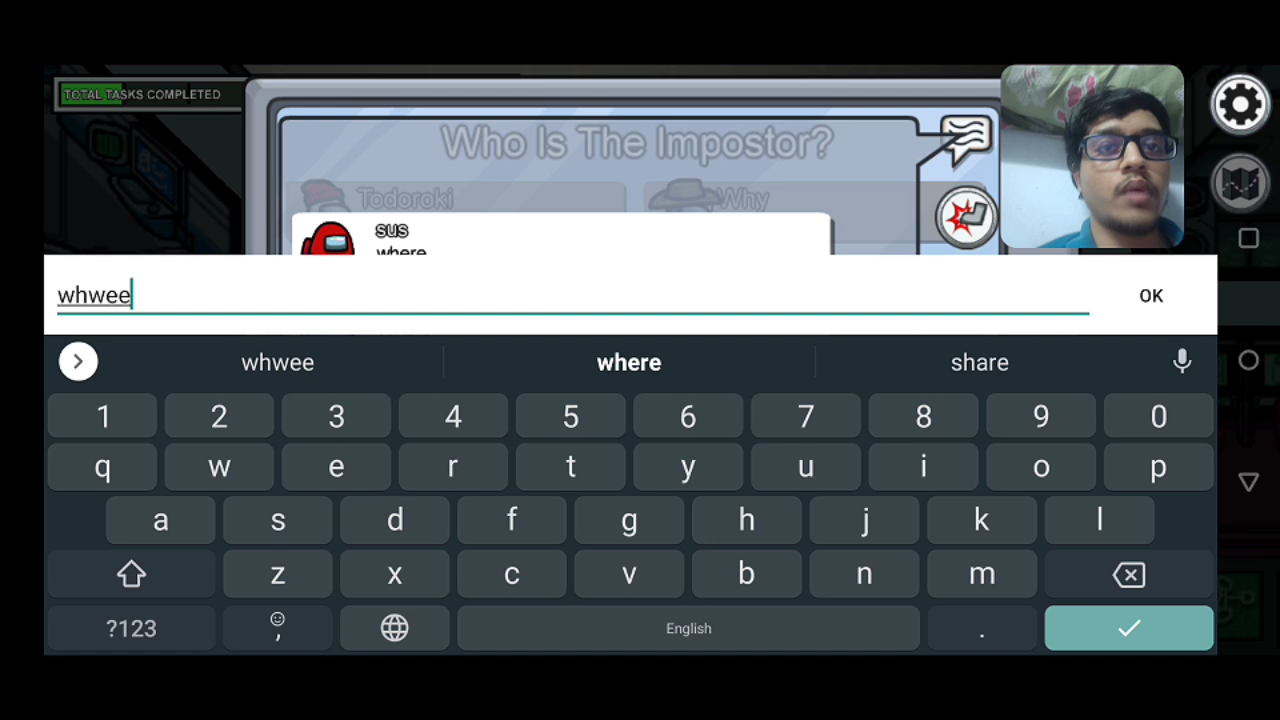 TOTAL TASKS COMPLETED
Who Is The Impostor?
Todoroki Why
sus
where
whwee OK
whwee where share
1 2 3 4 5 6 7 8 9 0
q w e r t y u i o p
a s d f g h j k l
z x c v b n m
?123 , English .